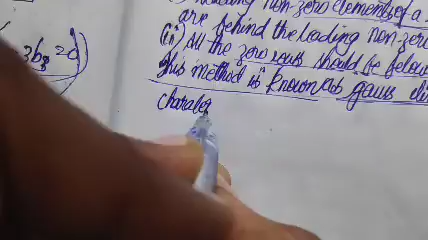 leading non-zero elements of a
are behind the leading non-zero
(ii) All the zero rows should be below
This method is known as gauss
3b₃ 2d)